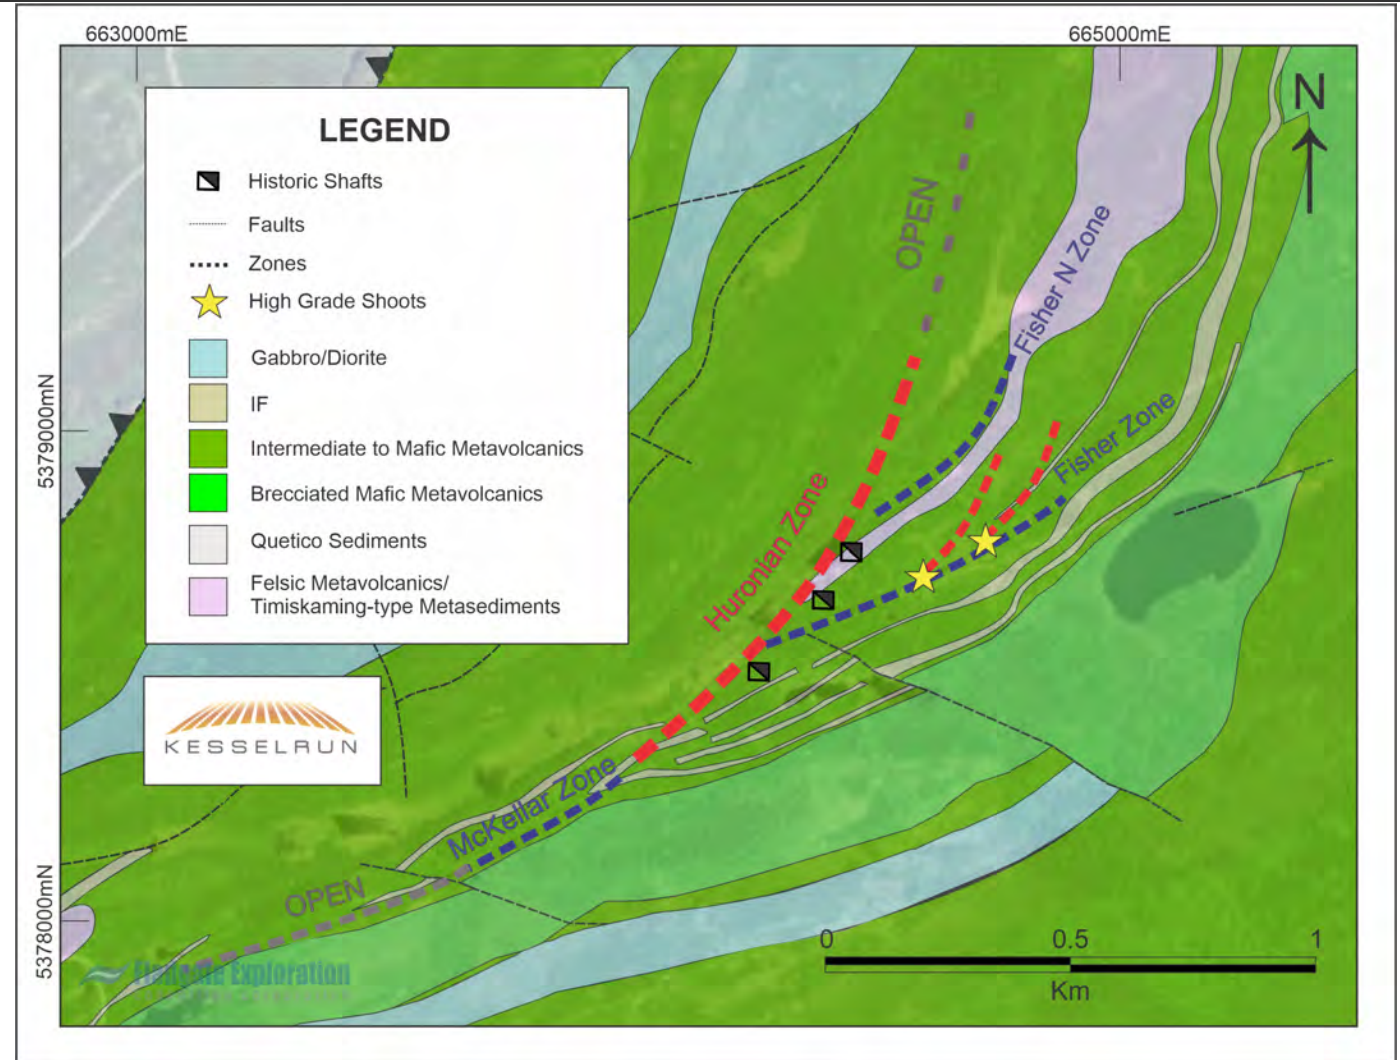 663000mE
665000mE
N
LEGEND
Historic Shafts
Faults
Zones
High Grade Shoots
Gabbro/Diorite
IF
Intermediate to Mafic Metavolcanics
Brecciated Mafic Metavolcanics
Quetico Sediments
Felsic Metavolcanics/
Timiskaming-type Metasediments
KESSELRUN
5379000mN
5378000mN
OPEN
Fisher N Zone
Fisher Zone
Huronian Zone
McKellar Zone
OPEN
Exploration
0 0.5 1
Km